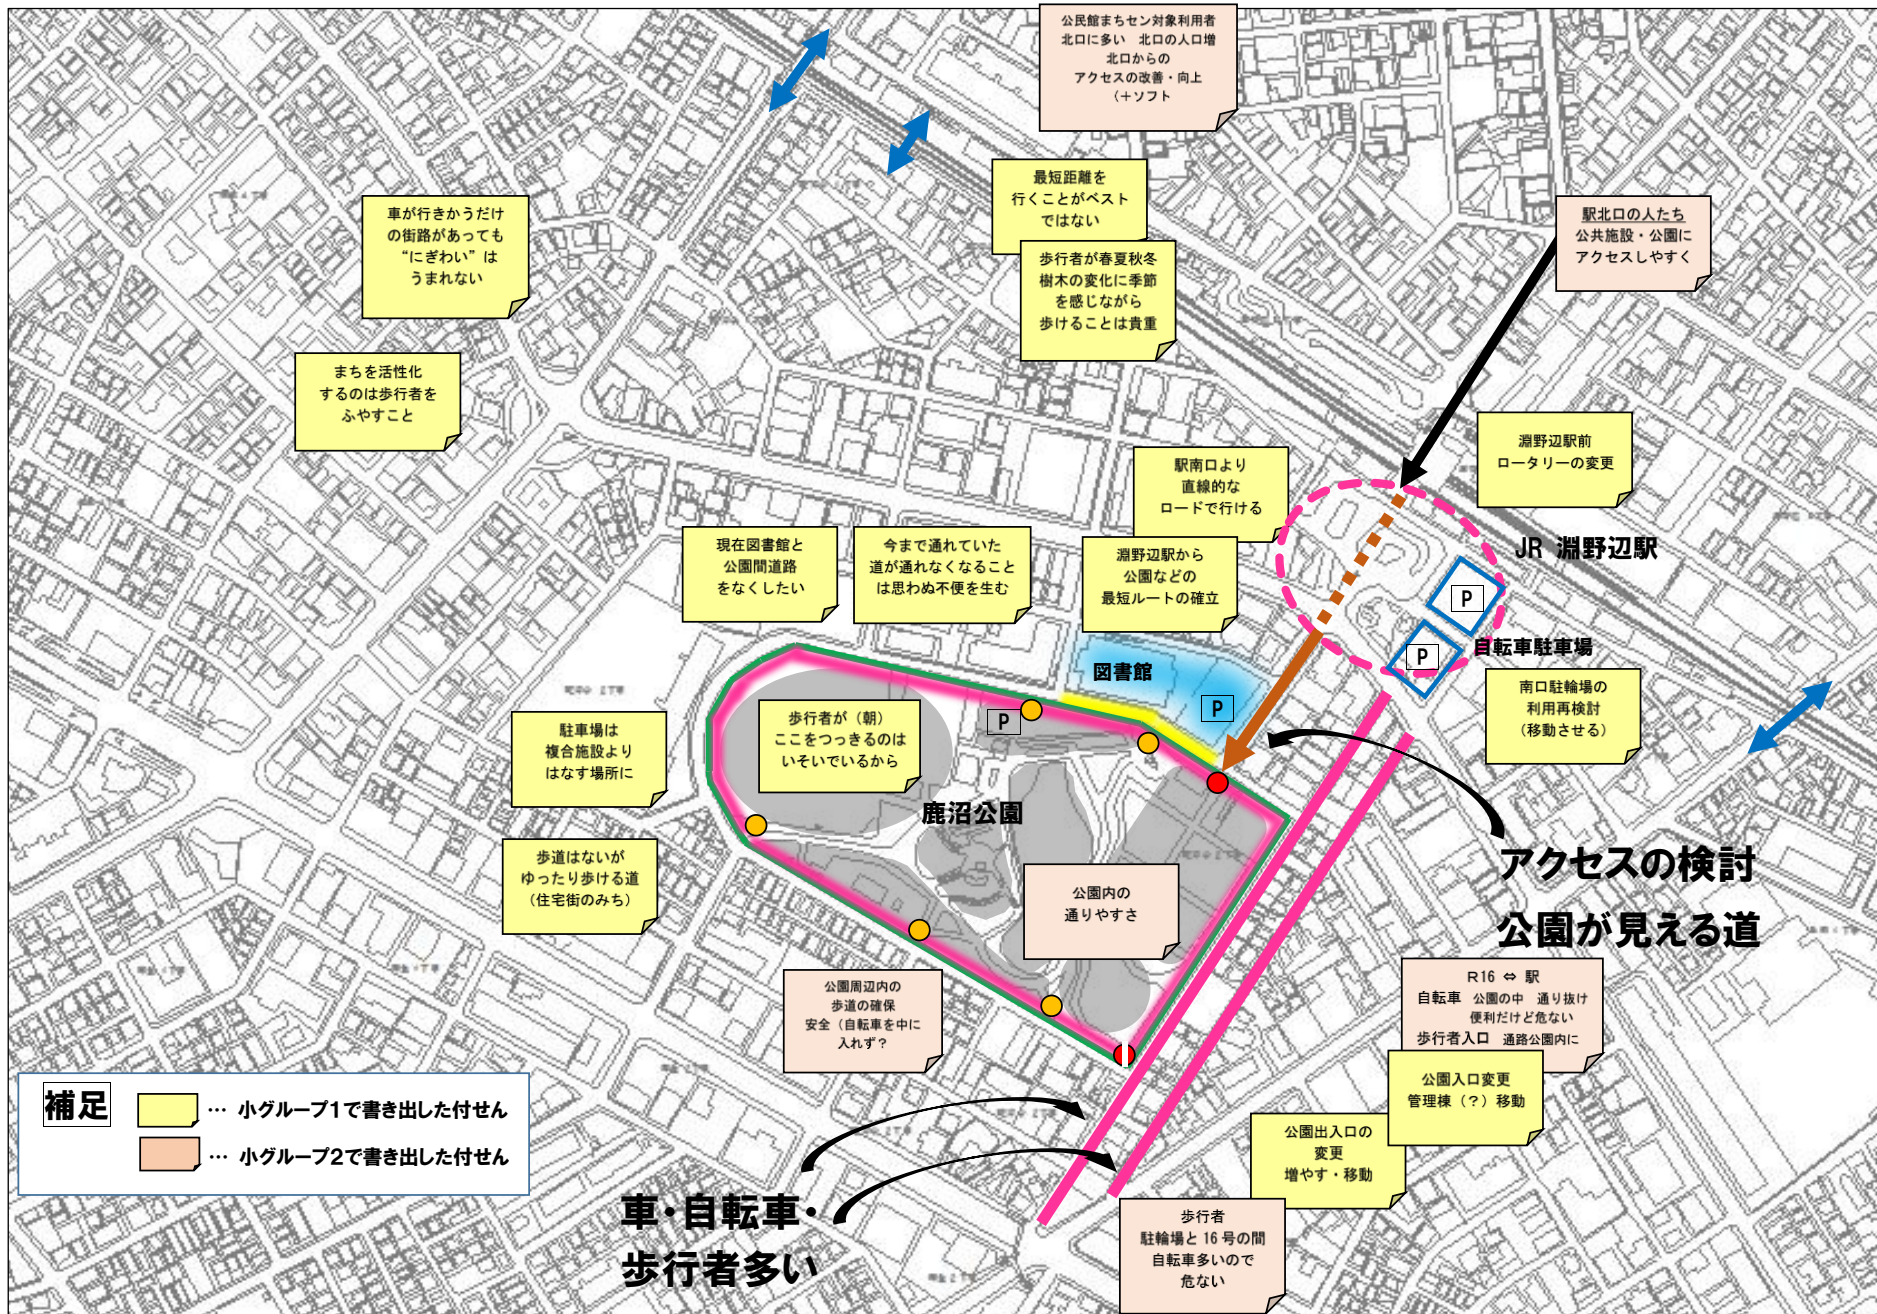 公民館まちセン対象利用者
北口に多い　北口の人口増
北口からの
アクセスの改善・向上
（＋ソフト
最短距離を
行くことがベスト
ではない
歩行者が春夏秋冬
樹木の変化に季節
を感じながら
歩けることは貴重
車が行きかうだけ
の街路があっても
“にぎわい”は
うまれない
まちを活性化
するのは歩行者を
ふやすこと
駅北口の人たち
公共施設・公園に
アクセスしやすく
淵野辺駅前
ロータリーの変更
駅南口より
直線的な
ロードで行ける
現在図書館と
公園間道路
をなくしたい
今まで通れていた
道が通れなくなること
は思わぬ不便を生む
淵野辺駅から
公園などの
最短ルートの確立
JR 淵野辺駅
P
P
自転車駐車場
図書館
P
南口駐輪場の
利用再検討
（移動させる）
駐車場は
複合施設より
はなす場所に
歩行者が（朝）
ここをつっきるのは
いそいでいるから
P
鹿沼公園
歩道はないが
ゆったり歩ける道
（住宅街のみち）
公園内の
通りやすさ
アクセスの検討
公園が見える道
公園周辺内の
歩道の確保
安全（自転車を中に
入れず？
R16 ⇔ 駅
自転車　公園の中　通り抜け
便利だけど危ない
歩行者入口　通路公園内に
公園入口変更
管理棟（？）移動
公園出入口の
変更
増やす・移動
歩行者
駐輪場と16号の間
自転車多いので
危ない
車・自転車・
歩行者多い
補足
… 小グループ1で書き出した付せん
… 小グループ2で書き出した付せん